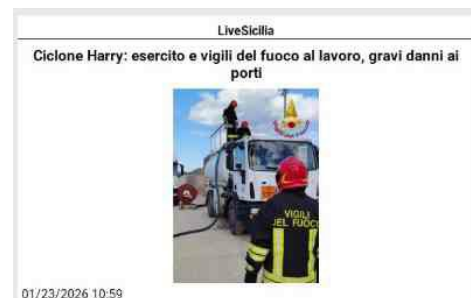 LiveSicilia
Ciclone Harry: esercito e vigili del fuoco al lavoro, gravi danni ai
porti
VIGILI
DEL FUOCO
01/23/2026 10:59